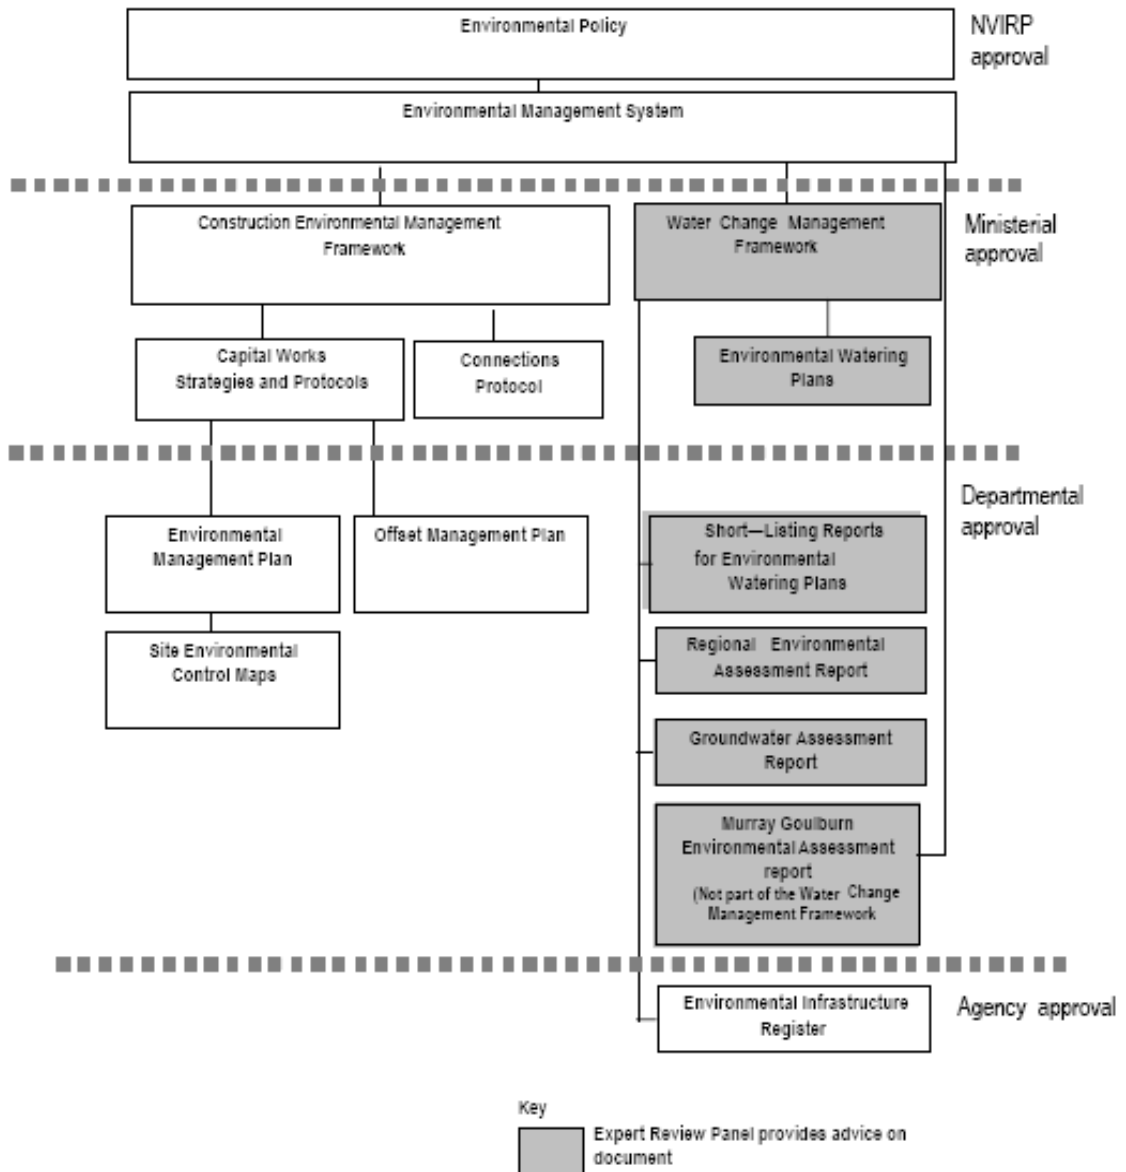 Environmental Policy
NVIRP
approval
Environmental Management System
Construction Environmental Management
Framework
Water Change Management
Framework
Ministerial
approval
Capital Works
Strategies and Protocols
Connections
Protocol
Environmental Watering
Plans
Departmental
approval
Environmental
Management Plan
Offset Management Plan
Short—Listing Reports
for Environmental
Watering Plans
Site Environmental
Control Maps
Regional Environmental
Assessment Report
Groundwater Assessment
Report
Murray Goulburn
Environmental Assessment
report
(Not part of the Water Change
Management Framework
Environmental Infrastructure
Register
Agency approval
Key
Expert Review Panel provides advice on
document